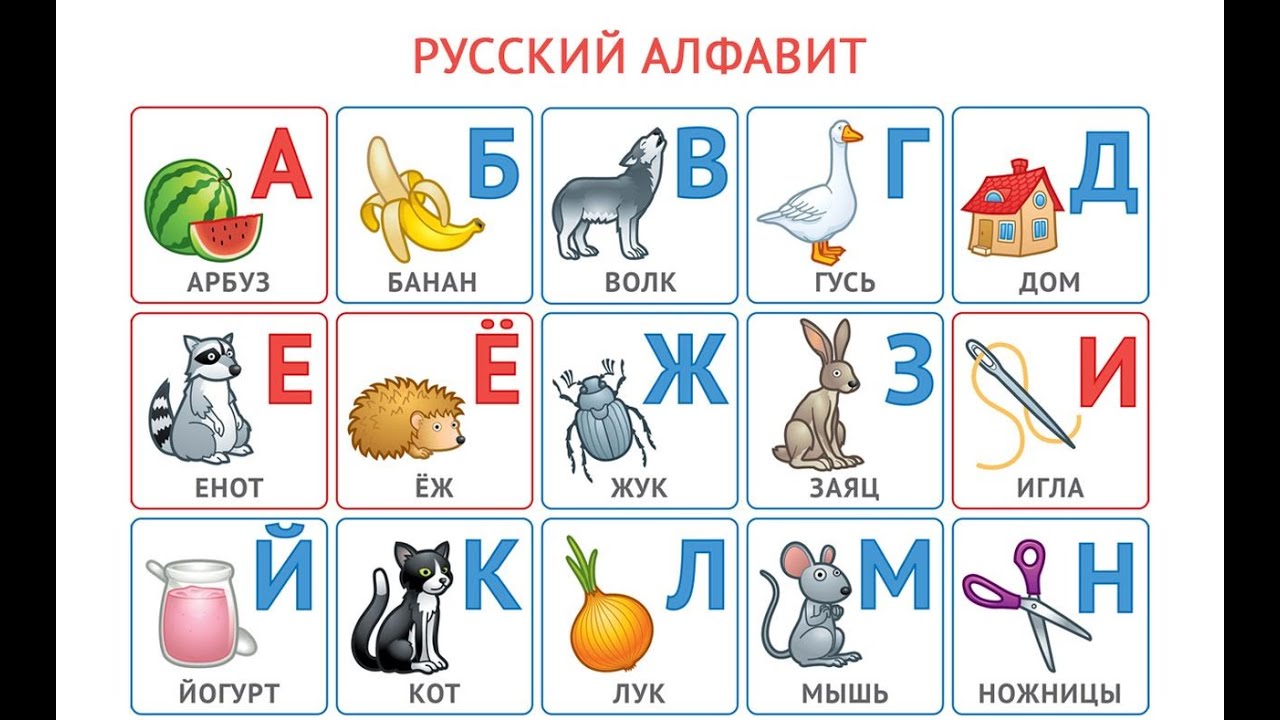 РУССКИЙ АЛФАВИТ
А
АРБУЗ
Б
БАНАН
В
ВОЛК
Г
ГУСЬ
Д
ДОМ
Е
ЕНОТ
Ё
ЁЖ
Ж
ЖУК
З
ЗАЯЦ
И
ИГЛА
Й
ЙОГУРТ
К
КОТ
Л
ЛУК
М
МЫШЬ
Н
НОЖНИЦЫ